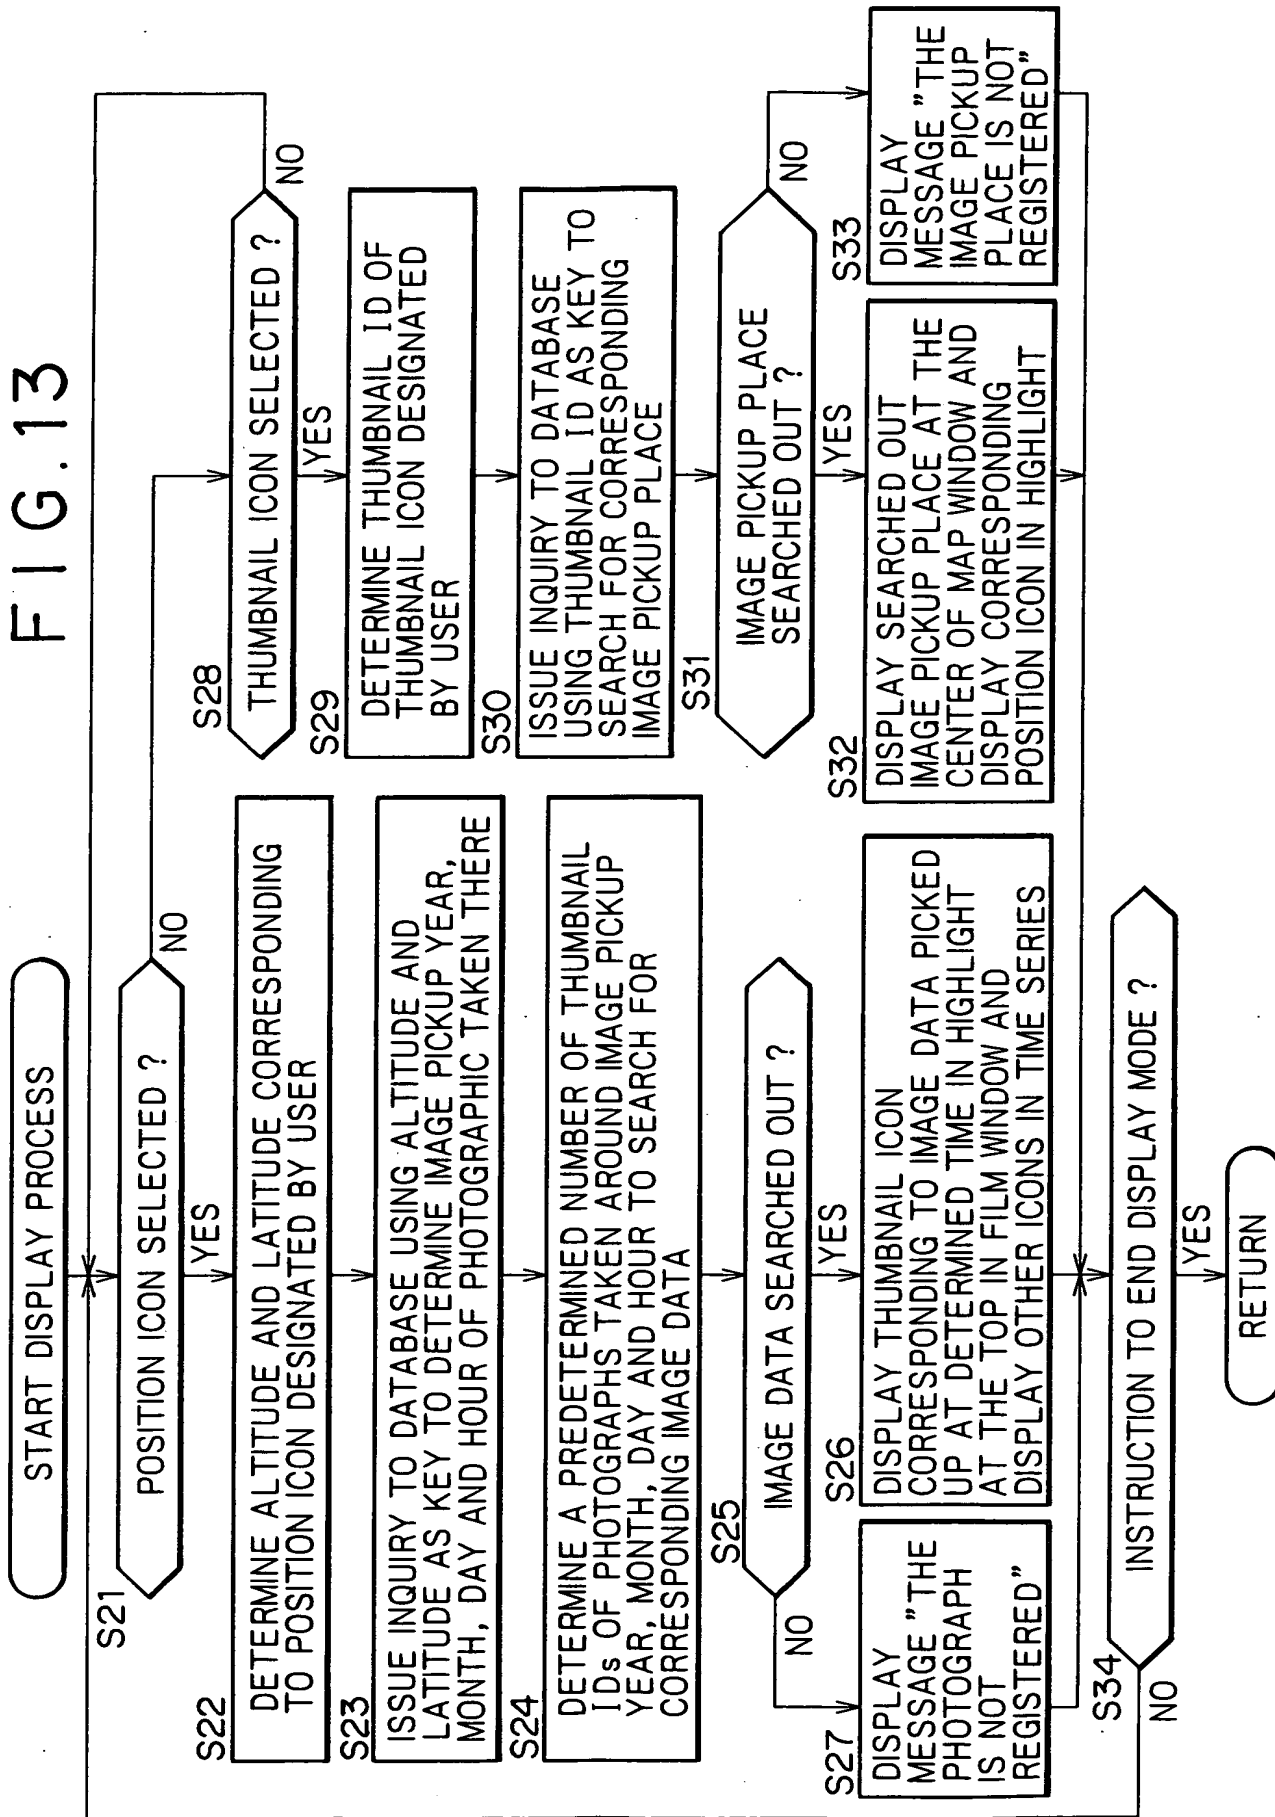 FIG.13
START DISPLAY PROCESS
S21
POSITION ICON SELECTED ?
NO
YES
S22
DETERMINE ALTITUDE AND LATITUDE CORRESPONDING
TO POSITION ICON DESIGNATED BY USER
S23
ISSUE INQUIRY TO DATABASE USING ALTITUDE AND
LATITUDE AS KEY TO DETERMINE IMAGE PICKUP YEAR,
MONTH, DAY AND HOUR OF PHOTOGRAPHIC TAKEN THERE
S24
DETERMINE A PREDETERMINED NUMBER OF THUMBNAIL
IDs OF PHOTOGRAPHS TAKEN AROUND IMAGE PICKUP
YEAR, MONTH, DAY AND HOUR TO SEARCH FOR
CORRESPONDING IMAGE DATA
S25
IMAGE DATA SEARCHED OUT ?
NO
YES
S26
DISPLAY THUMBNAIL ICON
CORRESPONDING TO IMAGE DATA PICKED
UP AT DETERMINED TIME IN HIGHLIGHT
AT THE TOP IN FILM WINDOW AND
DISPLAY OTHER ICONS IN TIME SERIES
S27
DISPLAY
MESSAGE "THE
PHOTOGRAPH
IS NOT
REGISTERED"
S28
THUMBNAIL ICON SELECTED ?
NO
YES
S29
DETERMINE THUMBNAIL ID OF
THUMBNAIL ICON DESIGNATED
BY USER
S30
ISSUE INQUIRY TO DATABASE
USING THUMBNAIL ID AS KEY TO
SEARCH FOR CORRESPONDING
IMAGE PICKUP PLACE
S31
IMAGE PICKUP PLACE
SEARCHED OUT ?
NO
YES
S32
DISPLAY SEARCHED OUT
IMAGE PICKUP PLACE AT THE
CENTER OF MAP WINDOW AND
DISPLAY CORRESPONDING
POSITION ICON IN HIGHLIGHT
S33
DISPLAY
MESSAGE "THE
IMAGE PICKUP
PLACE IS NOT
REGISTERED"
S34
INSTRUCTION TO END DISPLAY MODE ?
NO
YES
RETURN